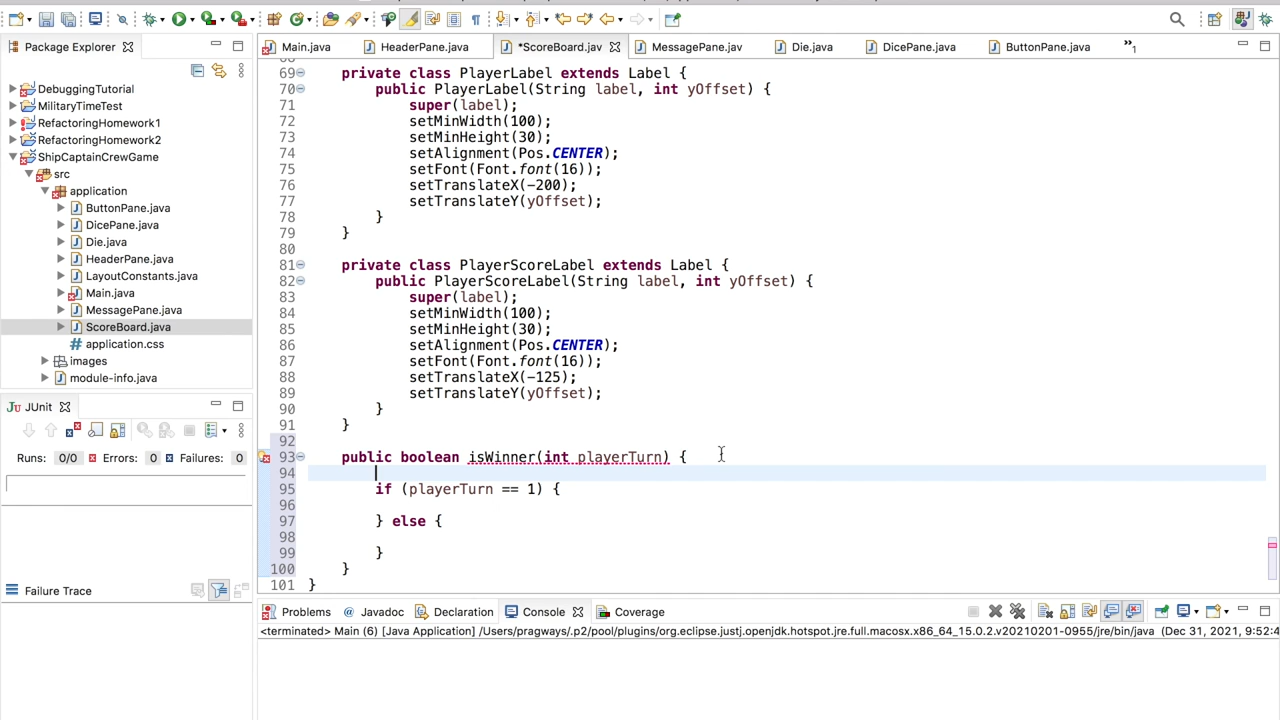 Package Explorer
Main.java HeaderPane.java *ScoreBoard.jav MessagePane.jav Die.java DicePane.java ButtonPane.java »1
DebuggingTutorial
MilitaryTimeTest
RefactoringHomework1
RefactoringHomework2
ShipCaptainCrewGame
src
application
ButtonPane.java
DicePane.java
Die.java
HeaderPane.java
LayoutConstants.java
Main.java
MessagePane.java
ScoreBoard.java
application.css
images
module-info.java
JUnit
Runs: 0/0 Errors: 0 Failures: 0
Failure Trace
69 private class PlayerLabel extends Label {
70 public PlayerLabel(String label, int yOffset) {
71 super(label);
72 setMinWidth(100);
73 setMinHeight(30);
74 setAlignment(Pos.CENTER);
75 setFont(Font.font(16));
76 setTranslateX(-200);
77 setTranslateY(yOffset);
78 }
79 }
80
81 private class PlayerScoreLabel extends Label {
82 public PlayerScoreLabel(String label, int yOffset) {
83 super(label);
84 setMinWidth(100);
85 setMinHeight(30);
86 setAlignment(Pos.CENTER);
87 setFont(Font.font(16));
88 setTranslateX(-125);
89 setTranslateY(yOffset);
90 }
91 }
92
93 public boolean isWinner(int playerTurn) {
94
95 if (playerTurn == 1) {
96
97 } else {
98
99 }
100 }
101 }
Problems @ Javadoc Declaration Console Coverage
<terminated> Main (6) [Java Application] /Users/pragways/.p2/pool/plugins/org.eclipse.justj.openjdk.hotspot.jre.full.macosx.x86_64_15.0.2.v20210201-0955/jre/bin/java (Dec 31, 2021, 9:52:4